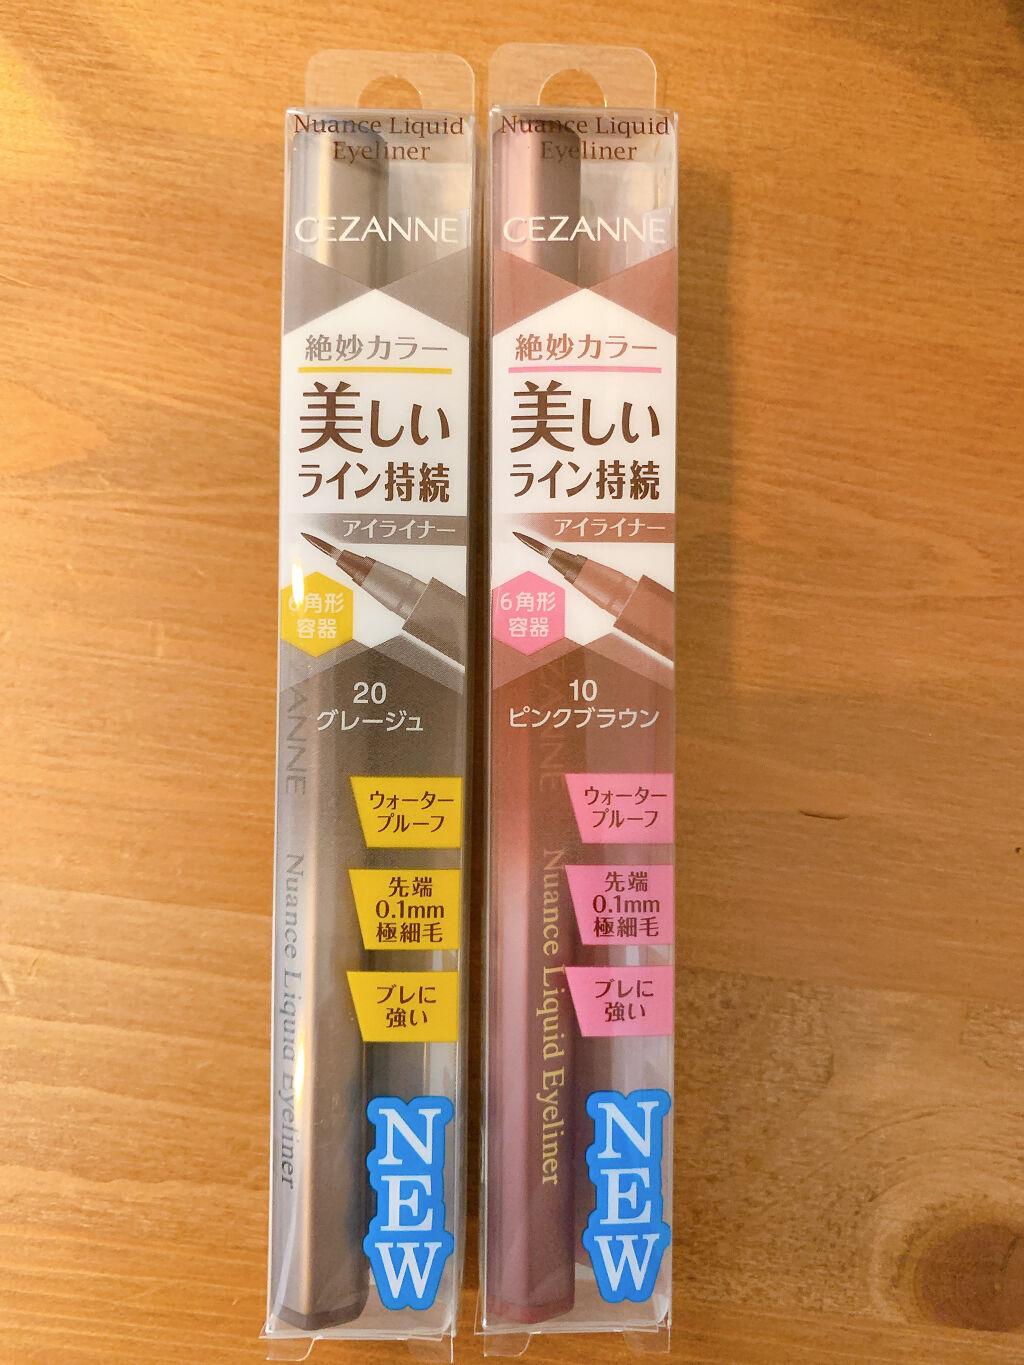 Nuance Liquid
Eyeliner
CEZANNE
絶妙カラー
美しい
ライン持続
アイライナー
6角形
容器
20
グレージュ
ウォーター
プルーフ
先端
0.1mm
極細毛
ブレに
強い
NEW
ANNE
Nuance Liquid Eyeliner
Nuance Liquid
Eyeliner
CEZANNE
絶妙カラー
美しい
ライン持続
アイライナー
6角形
容器
10
ピンクブラウン
ウォーター
プルーフ
先端
0.1mm
極細毛
ブレに
強い
NEW
ZANNE
Nuance Liquid Eyeliner